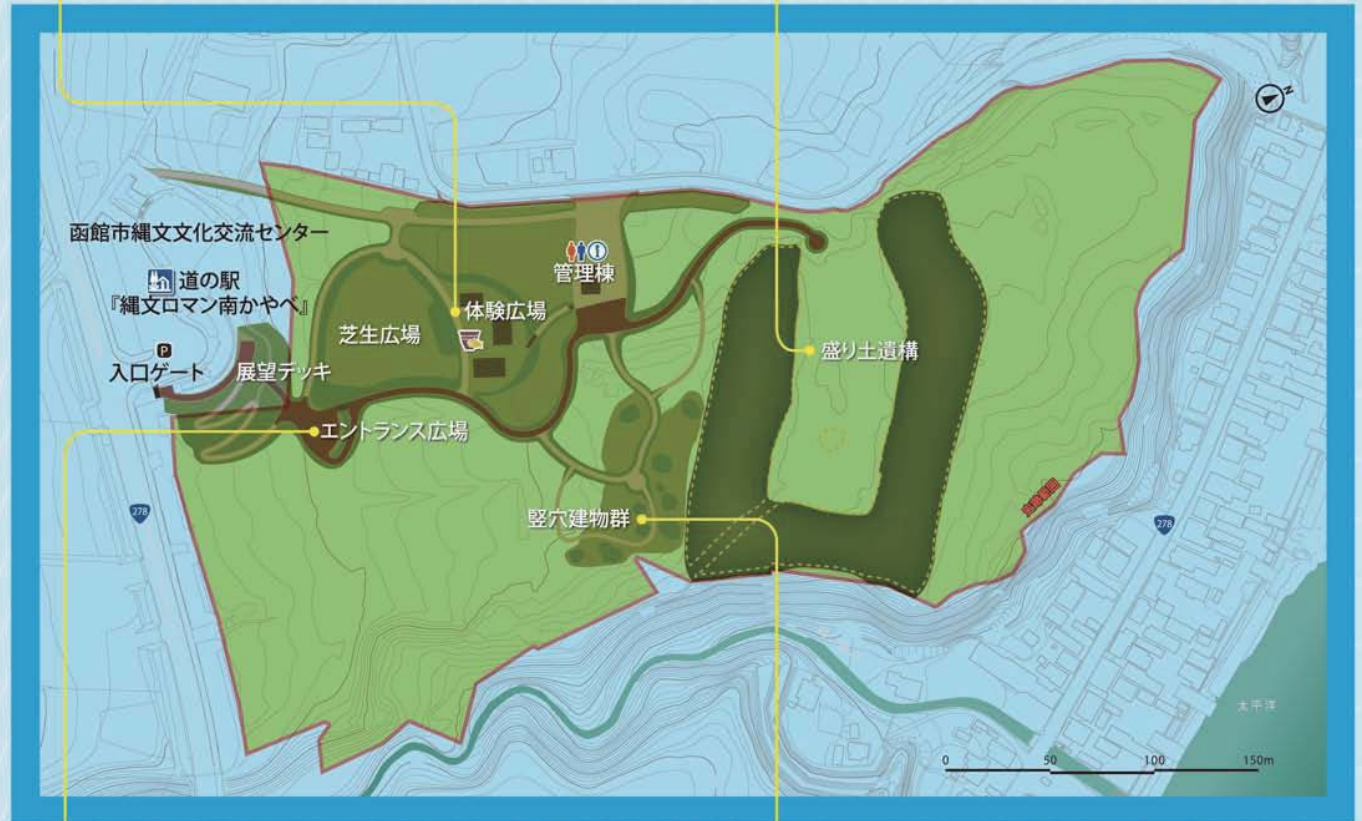 N
函館市縄文文化交流センター
道の駅
『縄文ロマン南かやべ』
P
入口ゲート
展望デッキ
芝生広場
体験広場
管理棟
盛り土遺構
エントランス広場
竪穴建物群
278
278
太平洋
0 50 100 150m